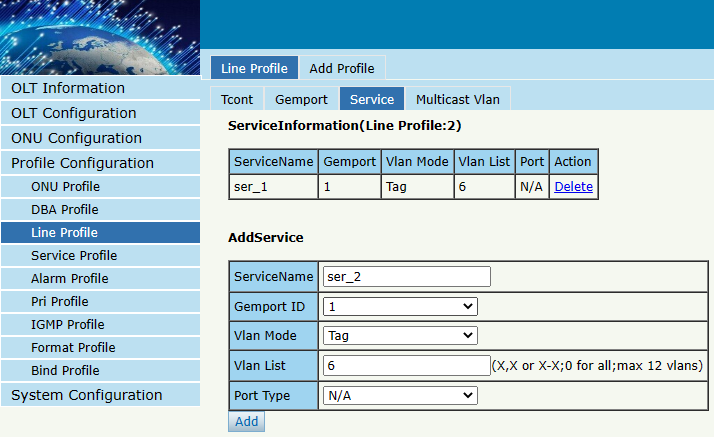 Line Profile Add Profile
Tcont Gemport Service Multicast Vlan
OLT Information
OLT Configuration
ONU Configuration
Profile Configuration
ONU Profile
DBA Profile
Line Profile
Service Profile
Alarm Profile
Pri Profile
IGMP Profile
Format Profile
Bind Profile
System Configuration
ServiceInformation(Line Profile:2)
ServiceName Gemport Vlan Mode Vlan List Port Action
ser_1 1 Tag 6 N/A Delete
AddService
ServiceName ser_2
Gemport ID 1
Vlan Mode Tag
Vlan List 6 (X,X or X-X;0 for all;max 12 vlans)
Port Type N/A
Add